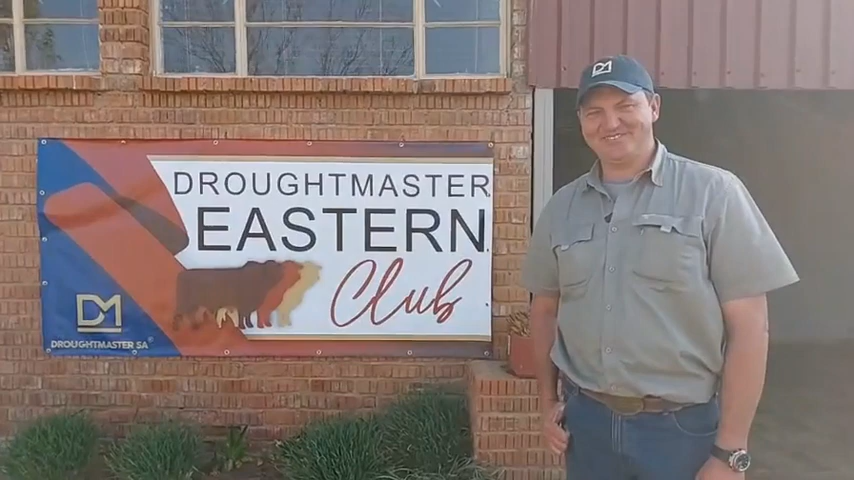 DROUGHTMASTER
EASTERN
Club
DM
DROUGHTMASTER SA
DM